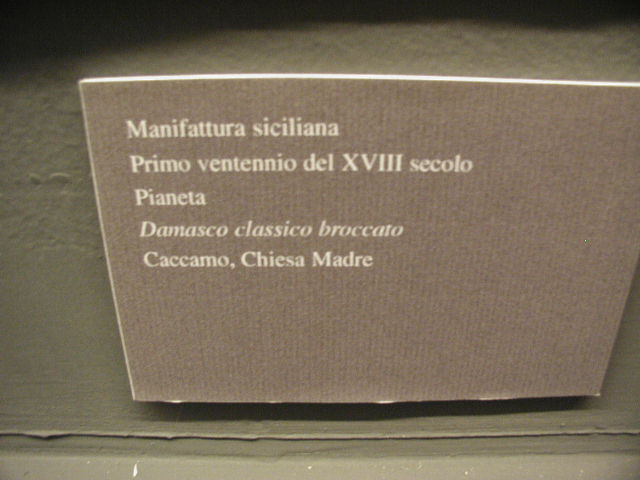 Manifattura siciliana
Primo ventennio del XVIII secolo
Pianeta
Damasco classico broccato
Caccamo, Chiesa Madre